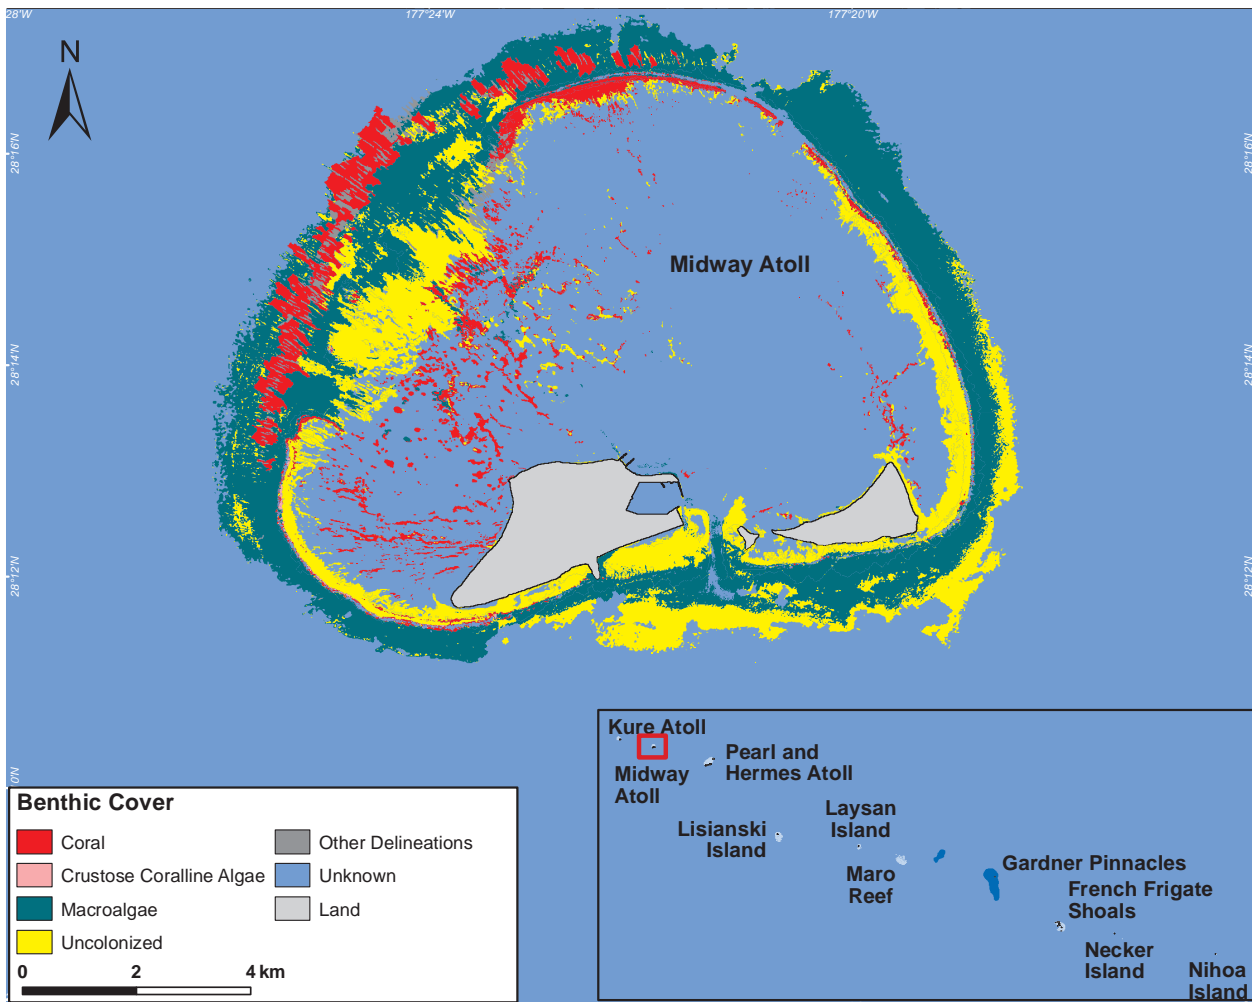 28°W
177°24'W
177°20'W
N
28°16'N
28°16'N
Midway Atoll
28°14'N
28°14'N
28°12'N
28°12'N
0'N
Kure Atoll
Midway
Atoll
Pearl and
Hermes Atoll
Lisianski
Island
Laysan
Island
Maro
Reef
Gardner Pinnacles
French Frigate
Shoals
Necker
Island
Nihoa
Island
Benthic Cover
Coral
Other Delineations
Crustose Coralline Algae
Unknown
Macroalgae
Land
Uncolonized
0 2 4 km